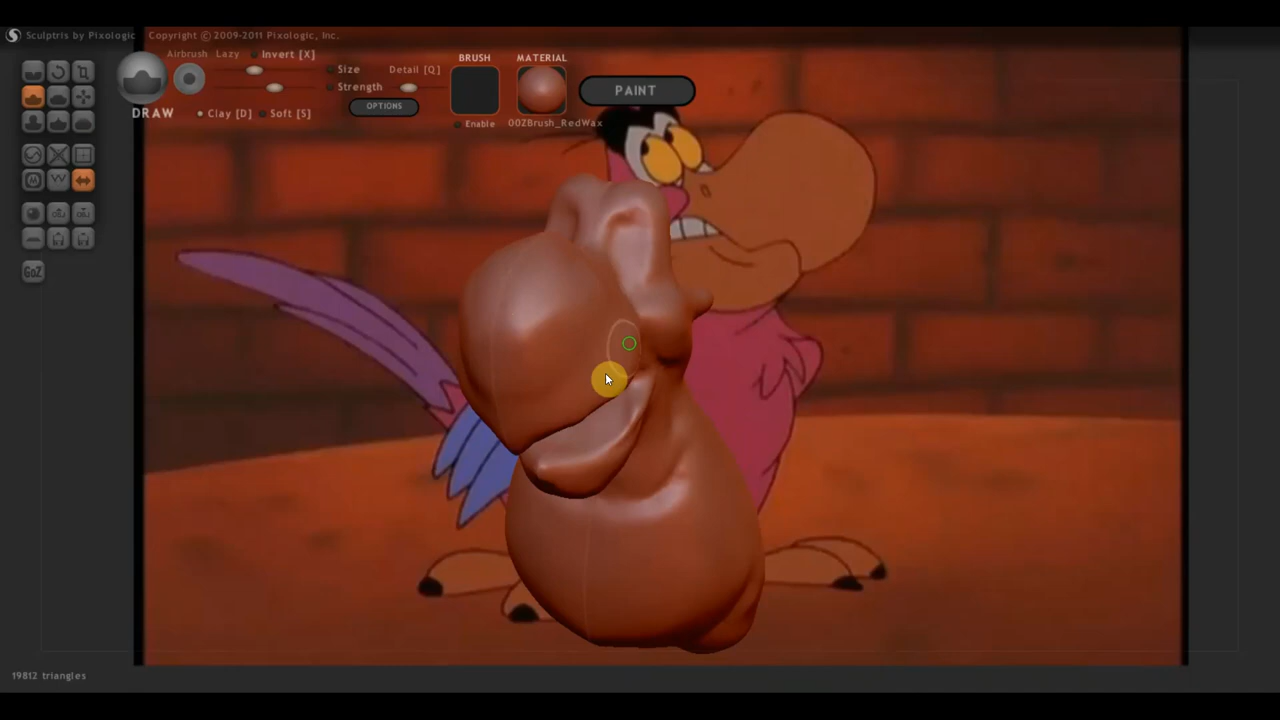 Sculptris by Pixologic Copyright © 2009-2011 Pixologic, Inc.
Airbrush Lazy Invert [X]
BRUSH MATERIAL
Size Detail [Q]
Strength
PAINT
OPTIONS
DRAW Clay [D] Soft [S]
Enable 00ZBrush_RedWax
GoZ
19812 triangles